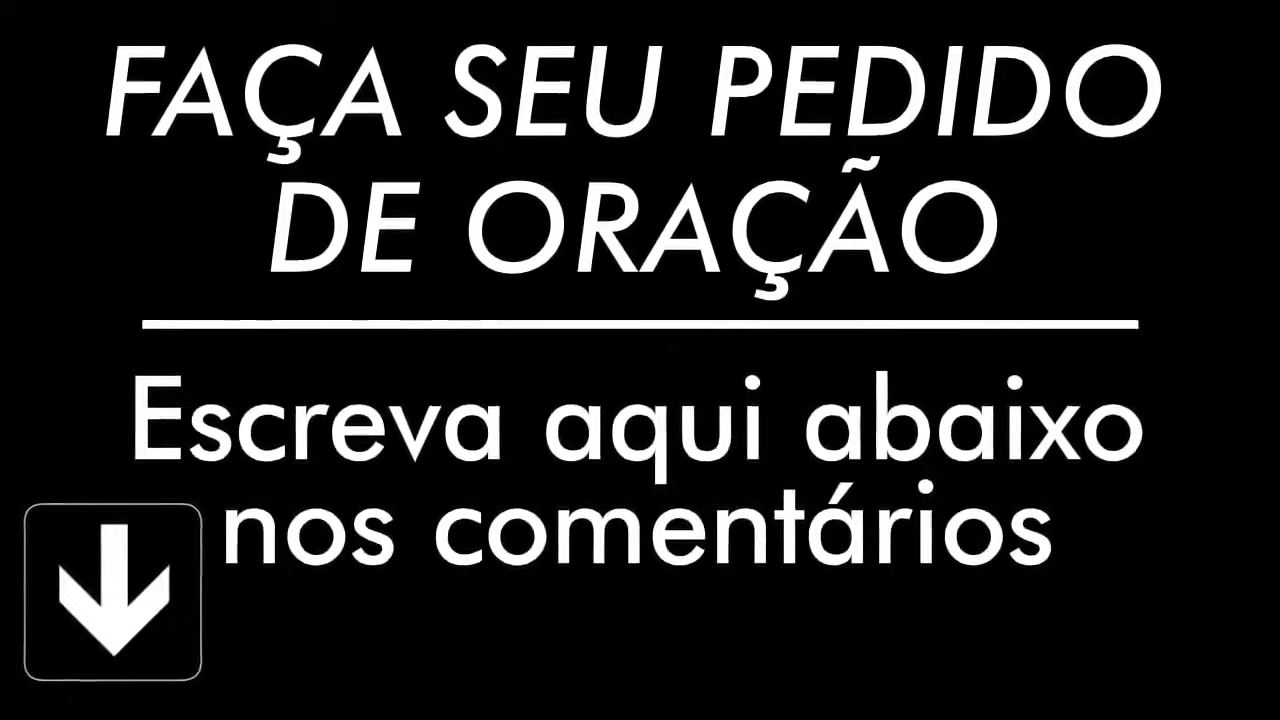 FAÇA SEU PEDIDO
DE ORAÇÃO
Escreva aqui abaixo
nos comentários